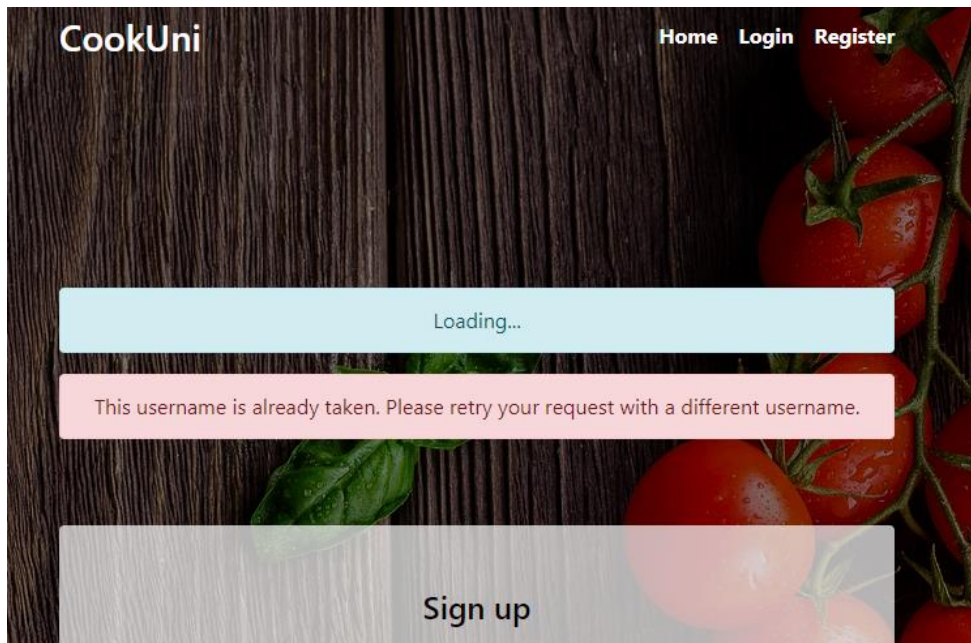 CookUni
Home Login Register
Loading...
This username is already taken. Please retry your request with a different username.
Sign up